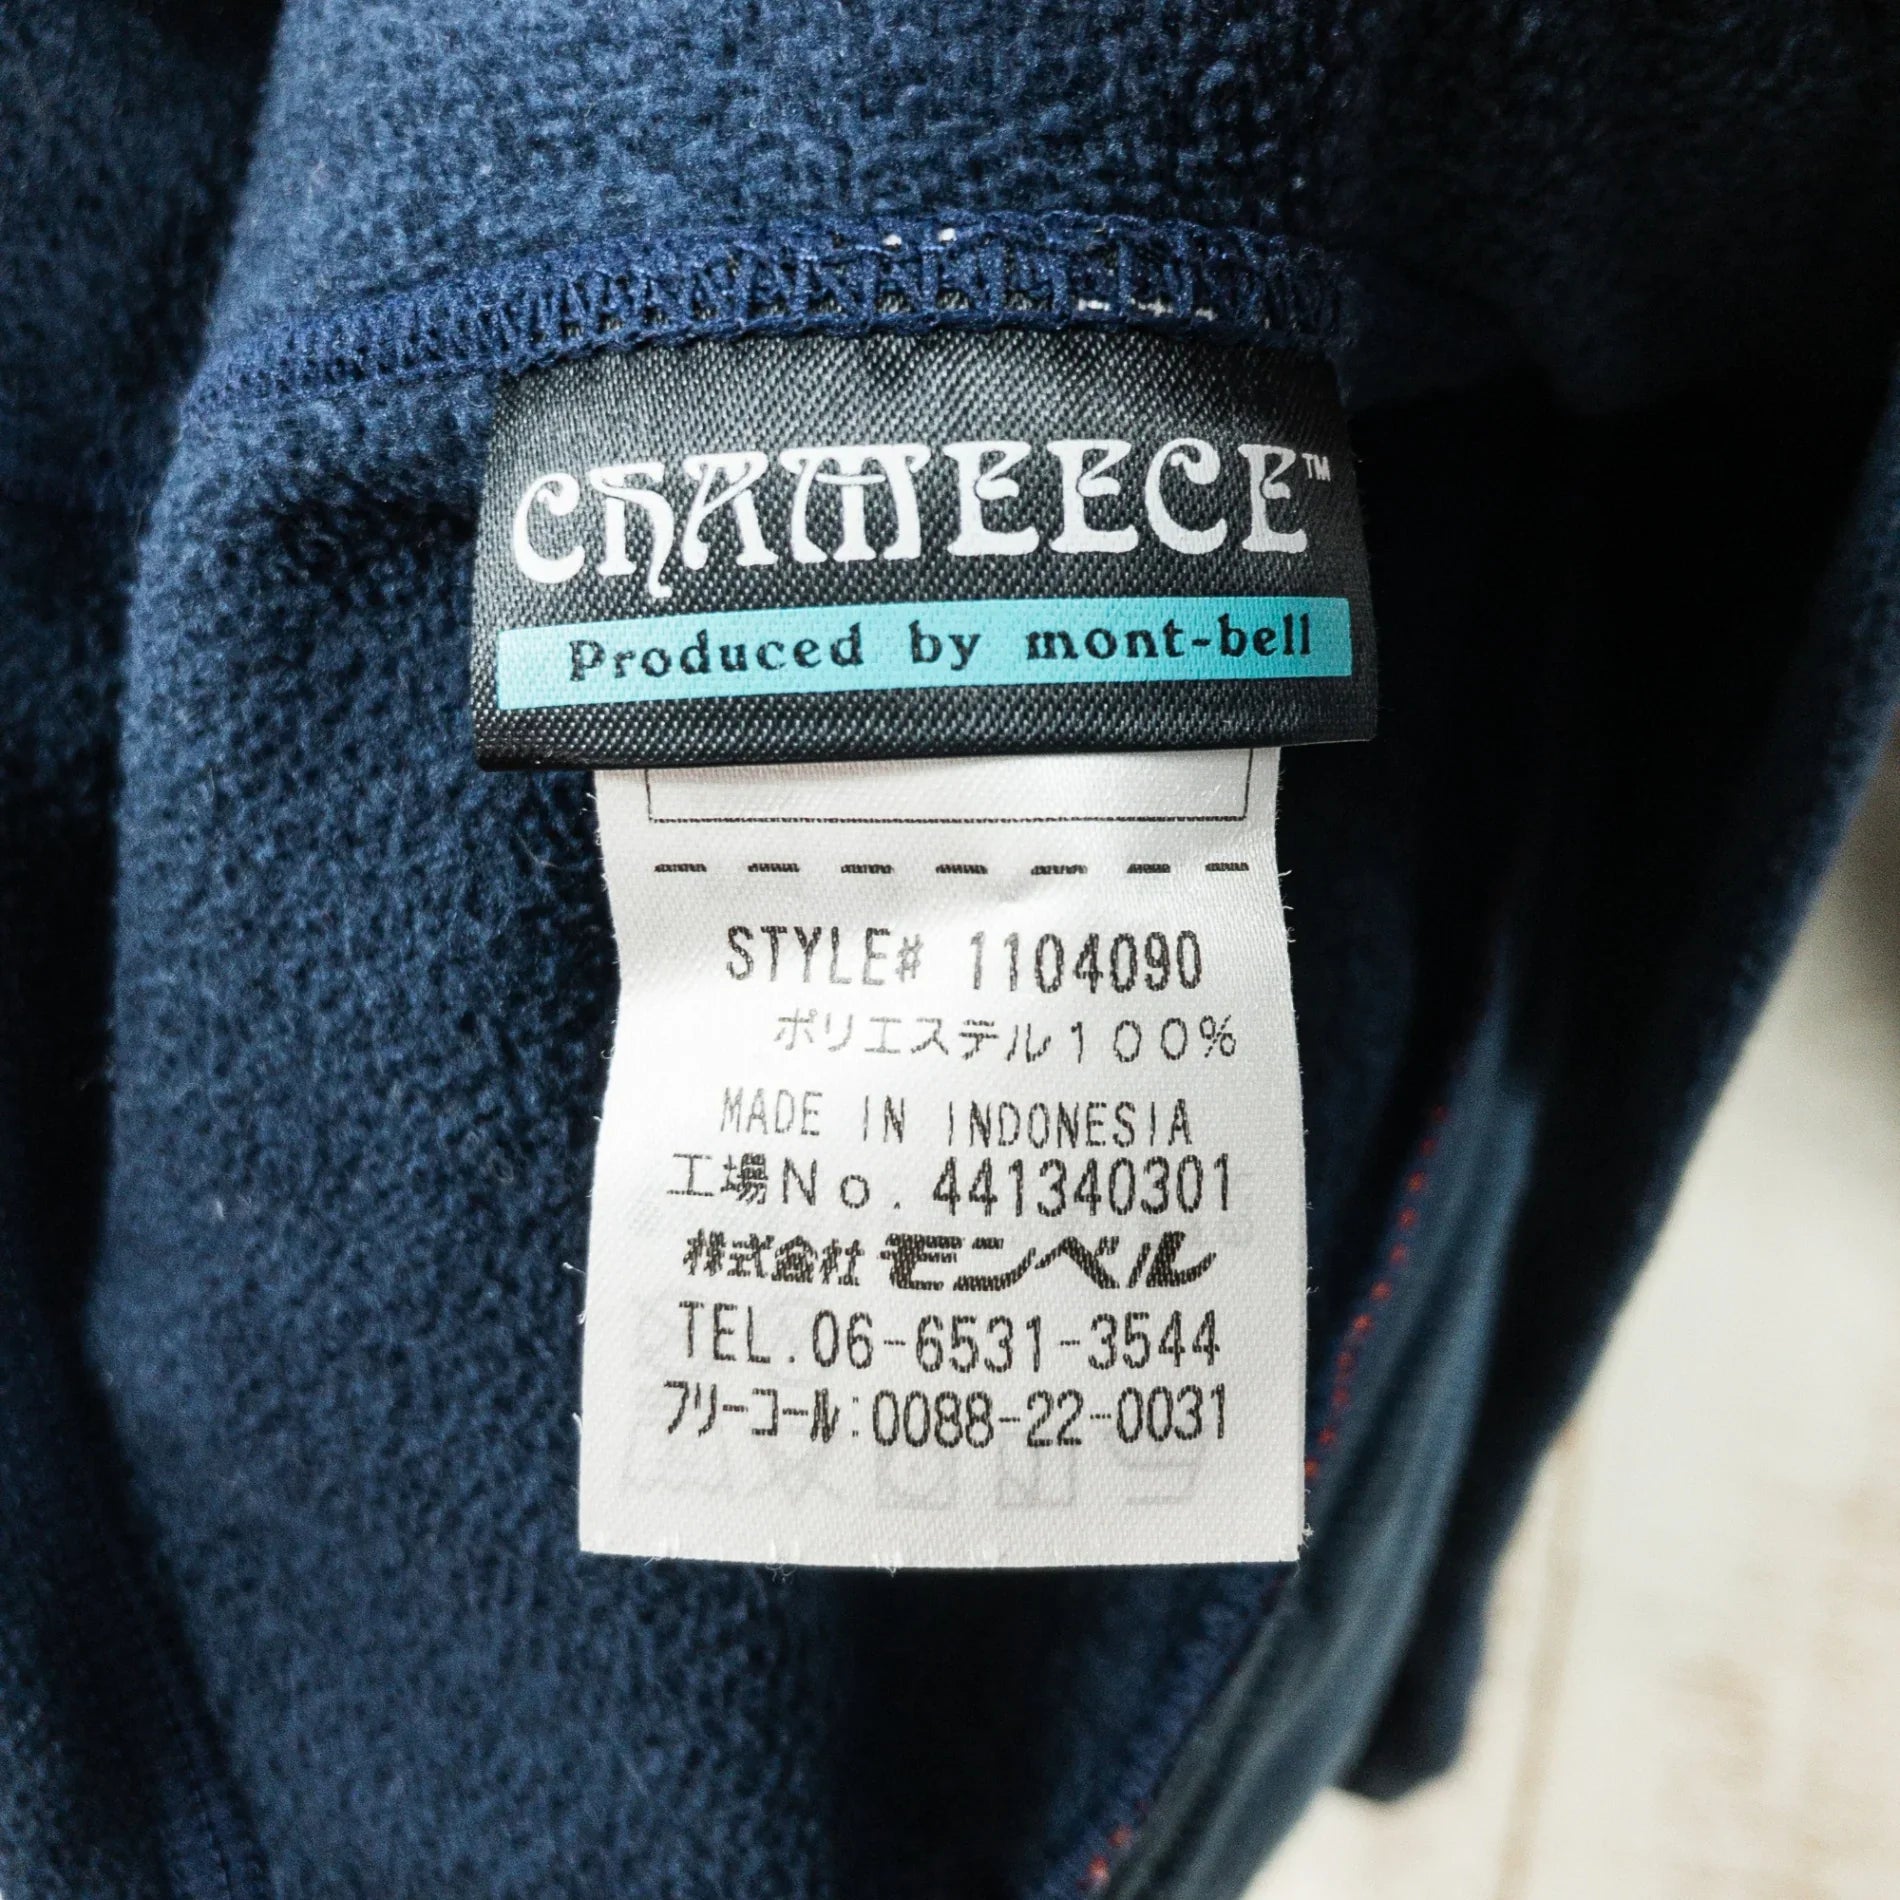 CHAMEECE™
Produced by mont-bell
STYLE# 1104090
ポリエステル100%
MADE IN INDONESIA
工場No. 441340301
株式会社 モンベル
TEL.06-6531-3544
フリーコール:0088-22-0031